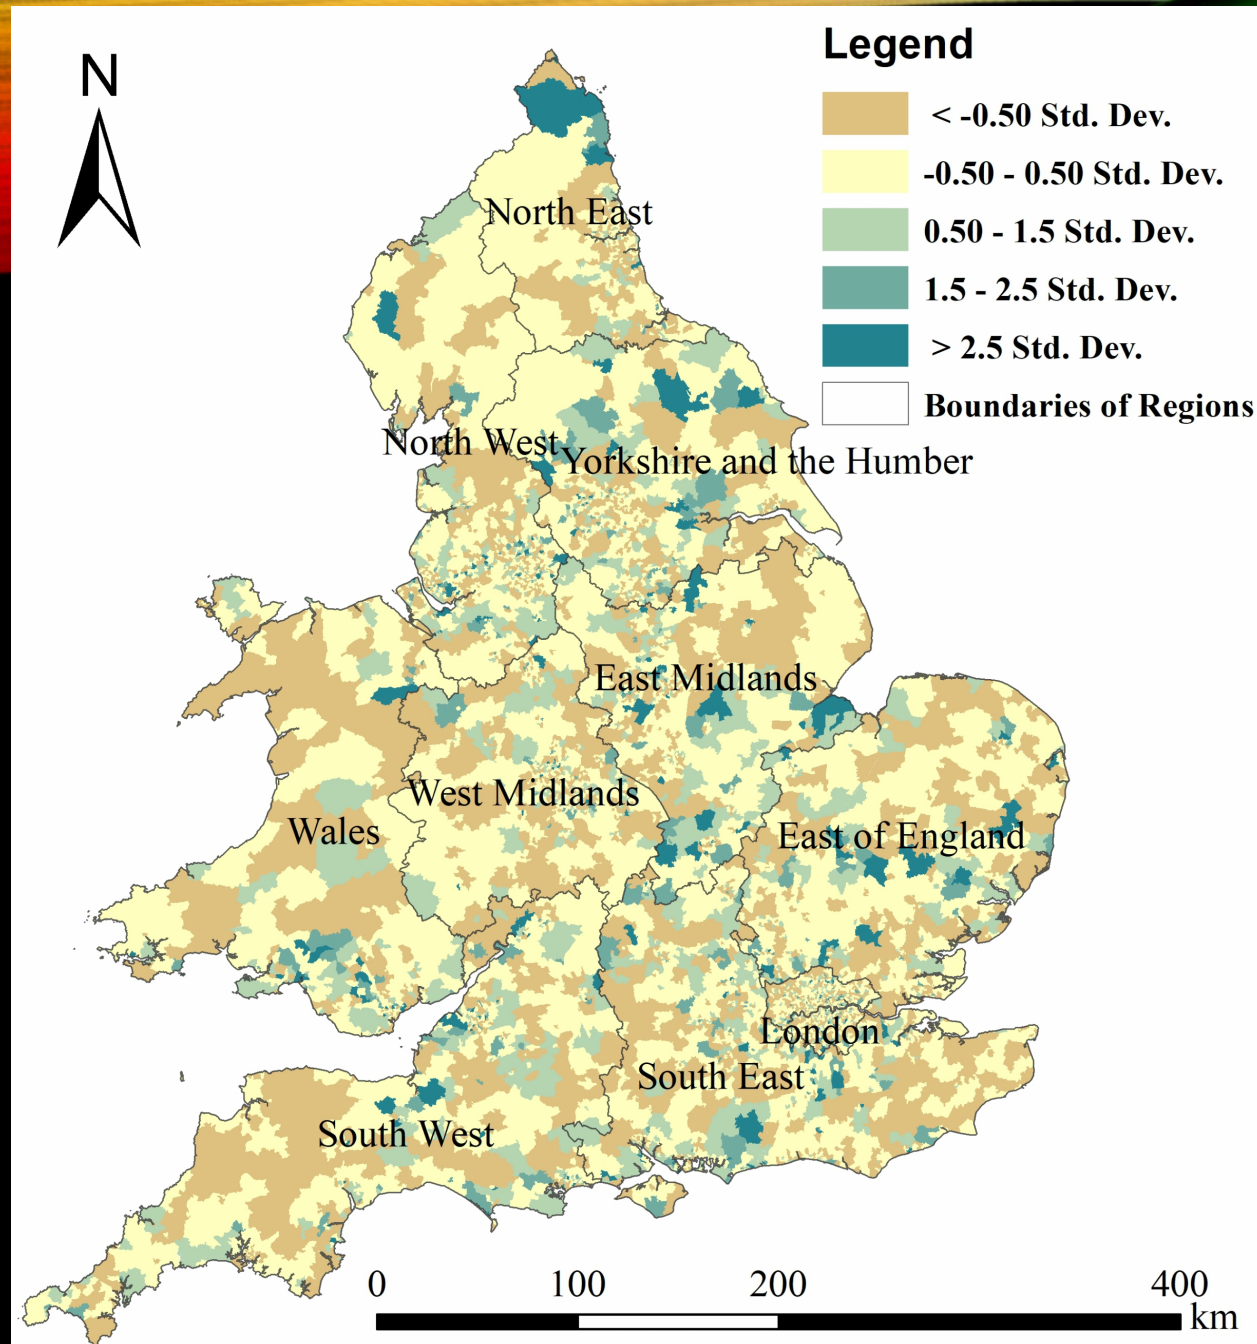 N
Legend
< -0.50 Std. Dev.
-0.50 - 0.50 Std. Dev.
0.50 - 1.5 Std. Dev.
1.5 - 2.5 Std. Dev.
> 2.5 Std. Dev.
Boundaries of Regions
North East
North West
Yorkshire and the Humber
East Midlands
West Midlands
Wales
East of England
London
South East
South West
0 100 200 400
km